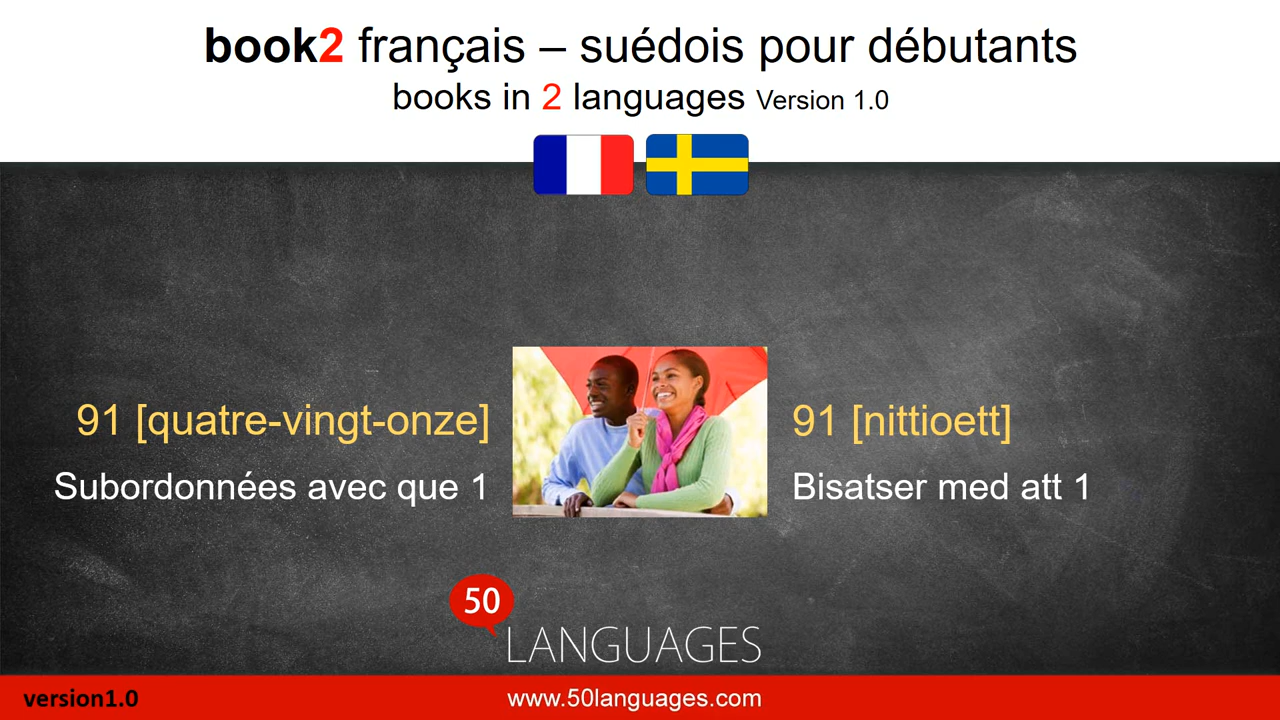 book2 français – suédois pour débutants
books in 2 languages Version 1.0
91 [quatre-vingt-onze]
Subordonnées avec que 1
91 [nittioett]
Bisatser med att 1
50
LANGUAGES
version1.0
www.50languages.com